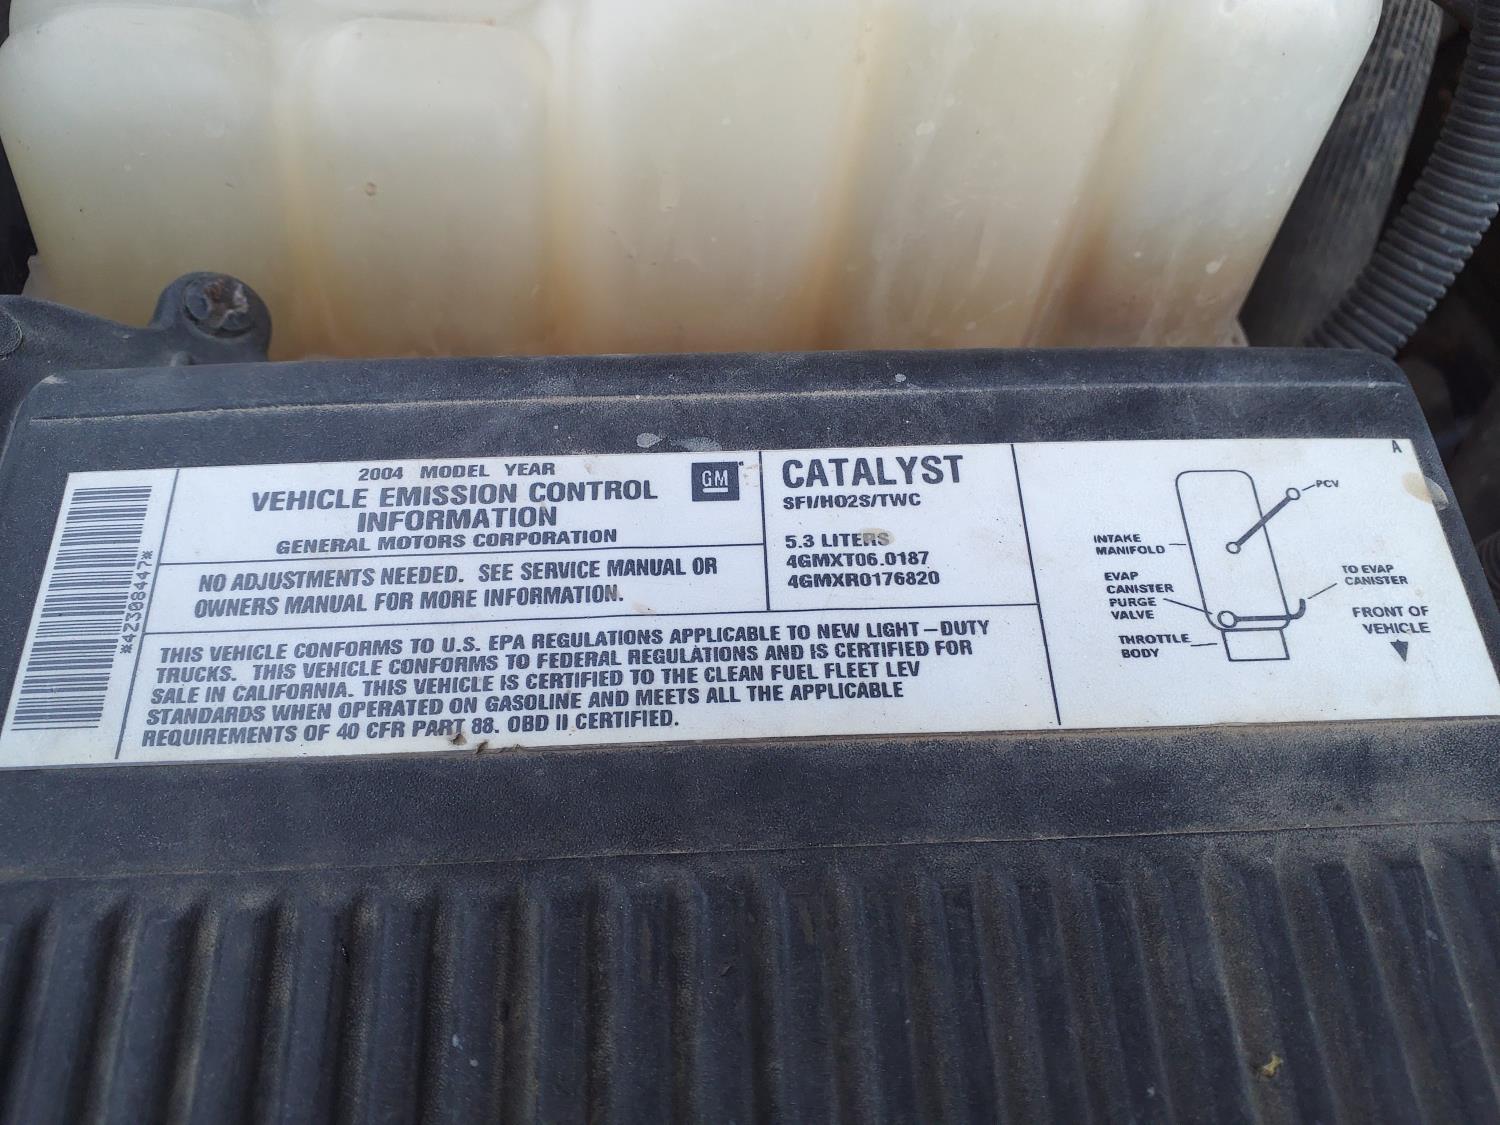 *42308447*
2004 MODEL YEAR
VEHICLE EMISSION CONTROL
INFORMATION
GENERAL MOTORS CORPORATION
GM
NO ADJUSTMENTS NEEDED. SEE SERVICE MANUAL OR
OWNERS MANUAL FOR MORE INFORMATION.
THIS VEHICLE CONFORMS TO U.S. EPA REGULATIONS APPLICABLE TO NEW LIGHT-DUTY
TRUCKS. THIS VEHICLE CONFORMS TO FEDERAL REGULATIONS AND IS CERTIFIED FOR
SALE IN CALIFORNIA. THIS VEHICLE IS CERTIFIED TO THE CLEAN FUEL FLEET LEV
STANDARDS WHEN OPERATED ON GASOLINE AND MEETS ALL THE APPLICABLE
REQUIREMENTS OF 40 CFR PART 88. OBD II CERTIFIED.
CATALYST
SFI/HO2S/TWC
5.3 LITERS
4GMXT06.0187
4GMXR0176820
A
PCV
INTAKE
MANIFOLD
EVAP
CANISTER
PURGE
VALVE
THROTTLE
BODY
TO EVAP
CANISTER
FRONT OF
VEHICLE